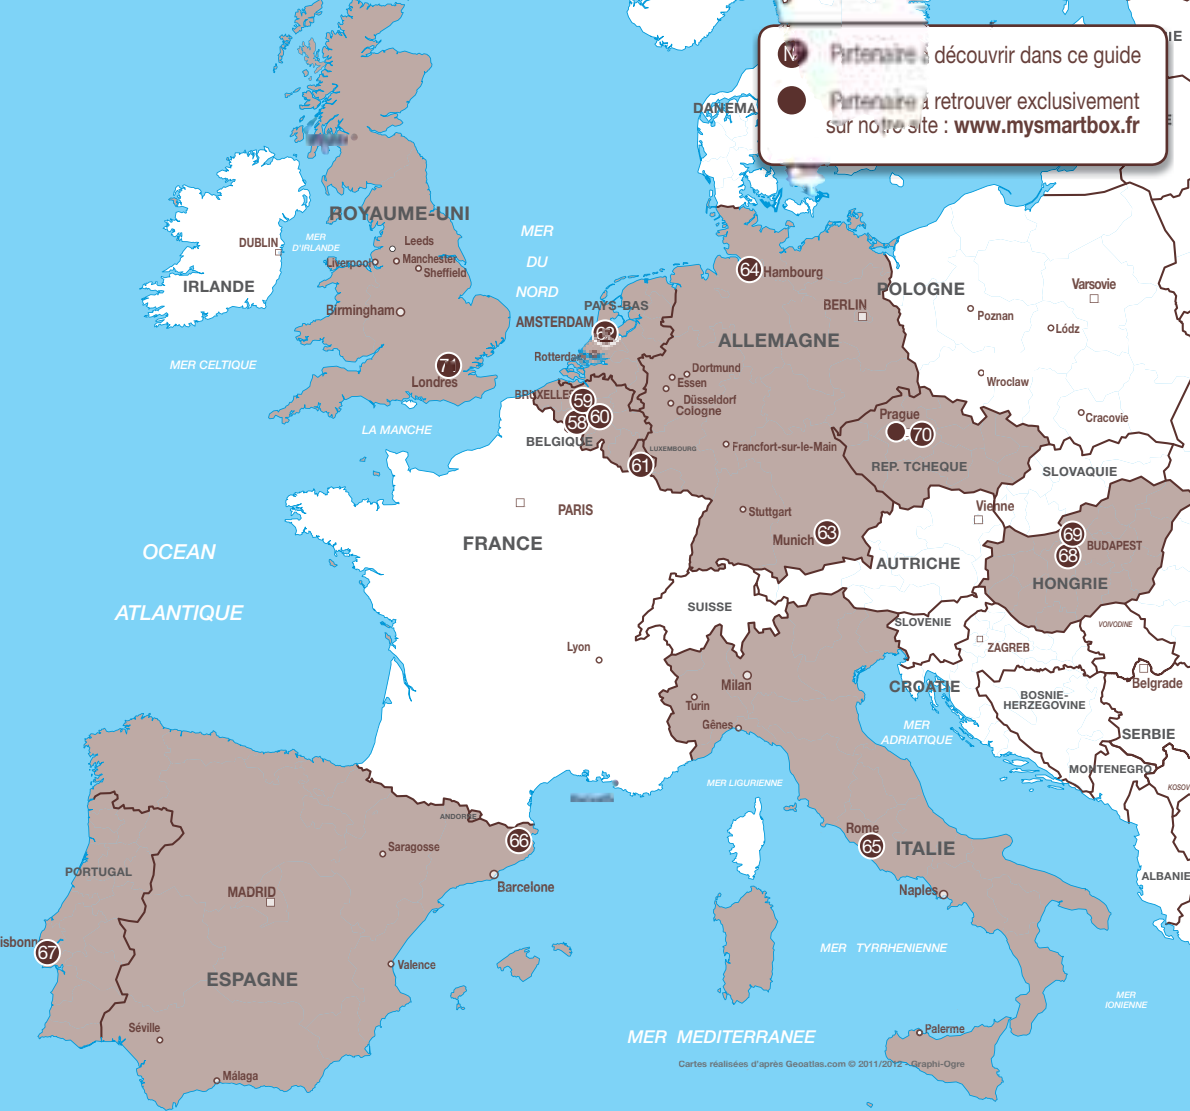 N
Partenaire à découvrir dans ce guide
Partenaire à retrouver exclusivement
sur notre site : www.mysmartbox.fr
IE
E
DANEMA
ROYAUME-UNI
Leeds
Liverpool
Manchester
Sheffield
Birmingham
71
Londres
DUBLIN
MER
D'IRLANDE
IRLANDE
MER CELTIQUE
LA MANCHE
MER
DU
NORD
PAYS-BAS
AMSTERDAM
62
Rotterdam
BRUXELLES
59
60
58
BELGIQUE
LUXEMBOURG
61
64
Hambourg
BERLIN
ALLEMAGNE
Dortmund
Essen
Düsseldorf
Cologne
Francfort-sur-le-Main
Stuttgart
Munich
63
POLOGNE
Varsovie
Poznan
Lódz
Wroclaw
Cracovie
Prague
70
REP. TCHEQUE
SLOVAQUIE
Vienne
AUTRICHE
69
68
BUDAPEST
HONGRIE
PARIS
FRANCE
Lyon
OCEAN
ATLANTIQUE
SUISSE
SLOVENIE
ZAGREB
VOIVODINE
CROATIE
Belgrade
BOSNIE-
HERZEGOVINE
SERBIE
MONTENEGRO
KOSOV
ALBANIE
Milan
Turin
Gênes
MER
ADRIATIQUE
MER LIGURIENNE
Rome
65
ITALIE
Naples
ANDORRE
66
Saragosse
Barcelone
PORTUGAL
MADRID
isbonn
67
Valence
ESPAGNE
Séville
Málaga
MER TYRRHENIENNE
MER
IONIENNE
MER MEDITERRANEE
Palerme
Cartes réalisées d'après Geoatlas.com © 2011/2012 - Graphi-Ogre